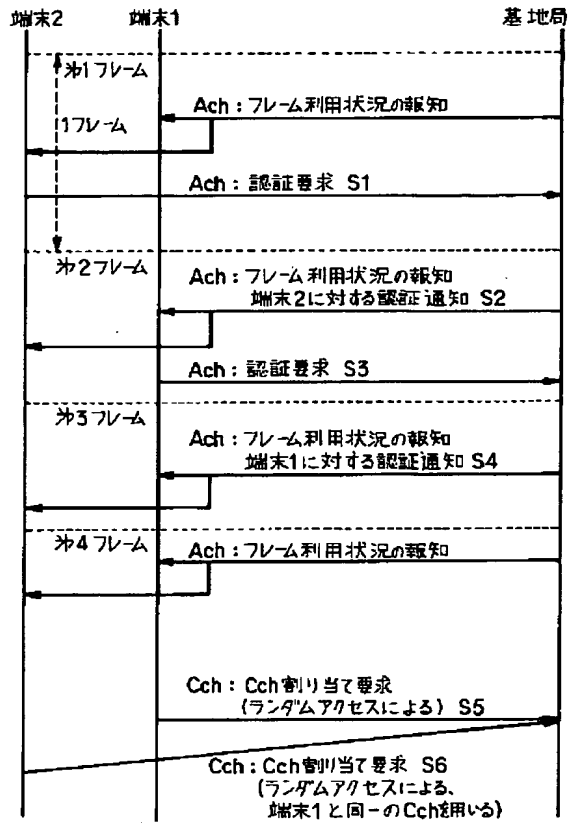 端末2 端末1 基地局
第1フレーム
Ach:フレーム利用状況の報知
1フレーム
Ach:認証要求 S1
第2フレーム
Ach:フレーム利用状況の報知
端末2に対する認証通知 S2
Ach:認証要求 S3
第3フレーム
Ach:フレーム利用状況の報知
端末1に対する認証通知 S4
第4フレーム
Ach:フレーム利用状況の報知
Cch:Cch割り当て要求
(ランダムアクセスによる) S5
Cch:Cch割り当て要求 S6
(ランダムアクセスによる、
端末1と同一のCchを用いる)